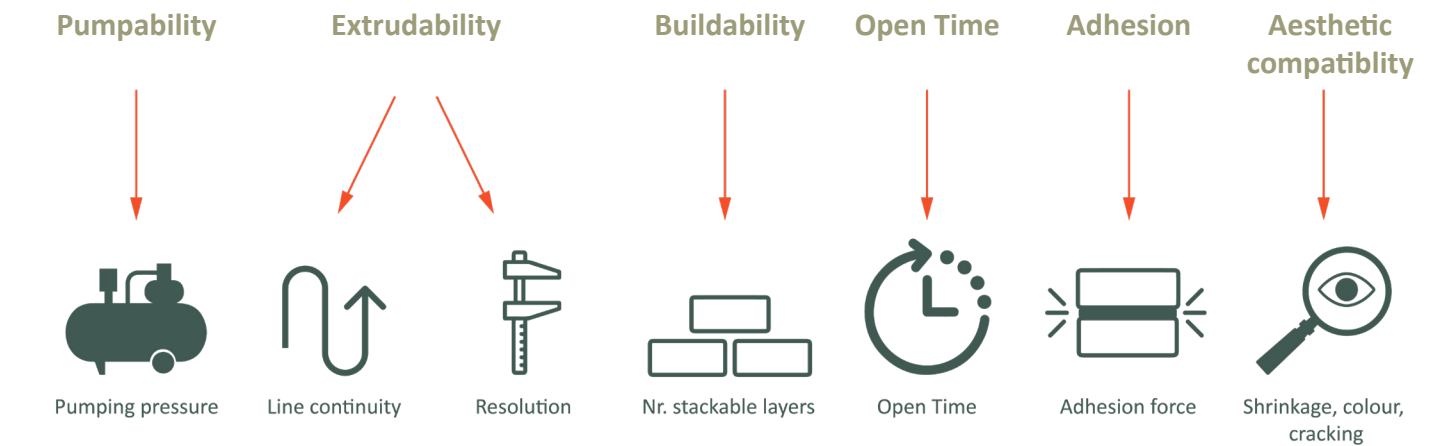 Pumpability
Extrudability
Buildability
Open Time
Adhesion
Aesthetic
compatiblity
Pumping pressure
Line continuity
Resolution
Nr. stackable layers
Open Time
Adhesion force
Shrinkage, colour,
cracking